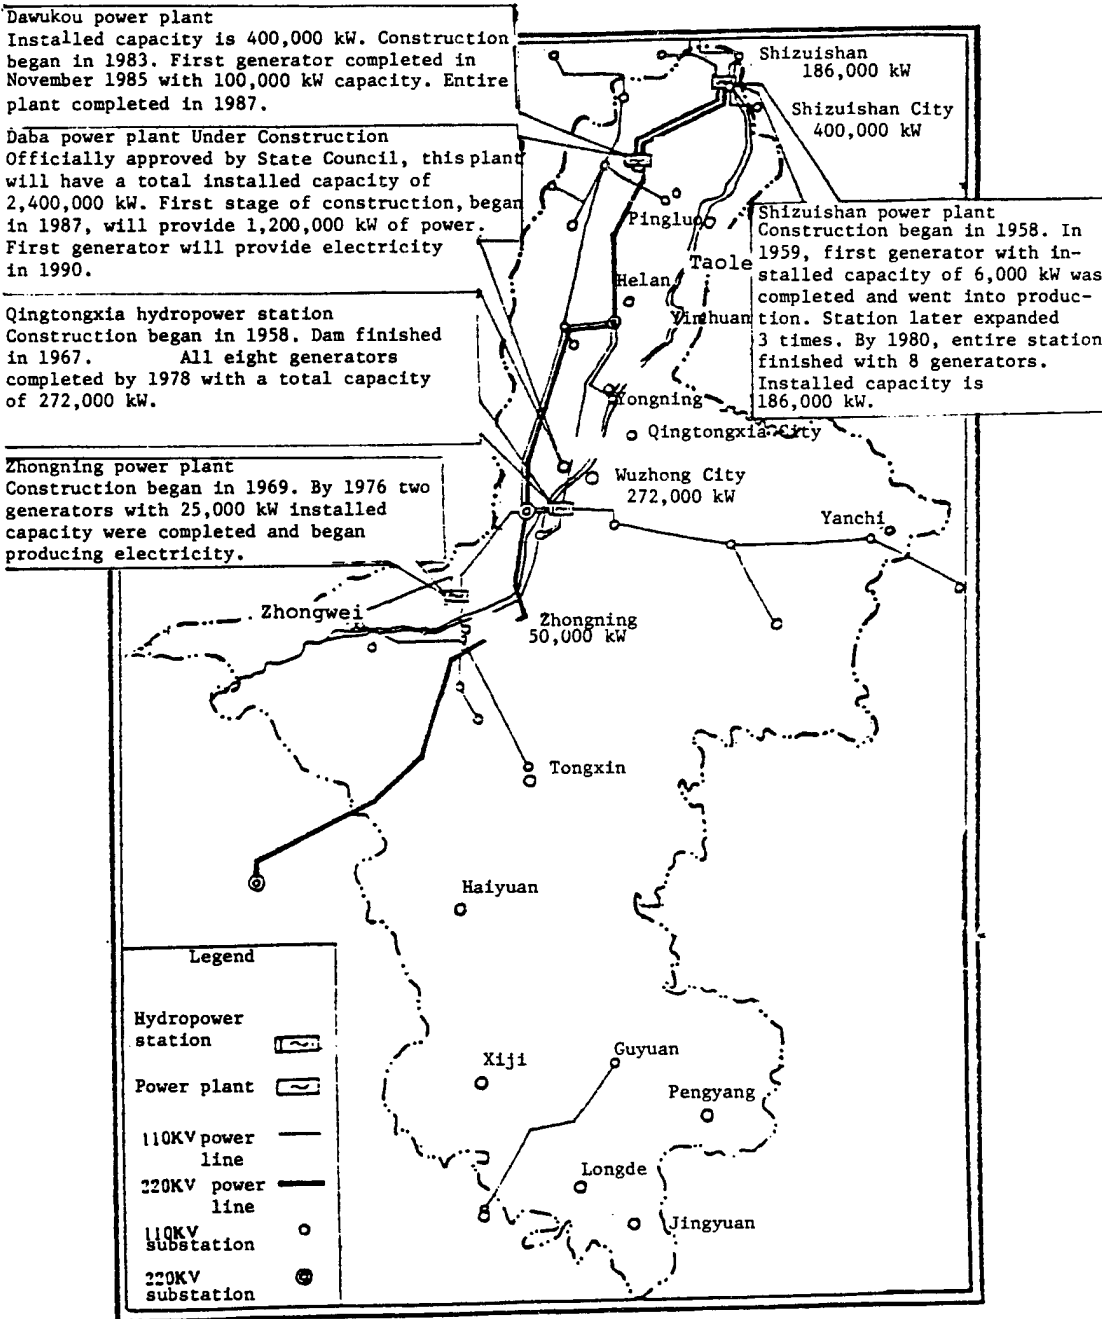 Dawukou power plant
Installed capacity is 400,000 kW. Construction
began in 1983. First generator completed in
November 1985 with 100,000 kW capacity. Entire
plant completed in 1987.
Daba power plant Under Construction
Officially approved by State Council, this plant
will have a total installed capacity of
2,400,000 kW. First stage of construction, began
in 1987, will provide 1,200,000 kW of power.
First generator will provide electricity
in 1990.
Qingtongxia hydropower station
Construction began in 1958. Dam finished
in 1967. All eight generators
completed by 1978 with a total capacity
of 272,000 kW.
Zhongning power plant
Construction began in 1969. By 1976 two
generators with 25,000 kW installed
capacity were completed and began
producing electricity.
Shizuishan
186,000 kW
Shizuishan City
400,000 kW
Shizuishan power plant
Construction began in 1958. In
1959, first generator with in-
stalled capacity of 6,000 kW was
completed and went into produc-
tion. Station later expanded
3 times. By 1980, entire station
finished with 8 generators.
Installed capacity is
186,000 kW.
Pingluo
Taole
Helan
Yinchuan
Yongning
Qingtongxia City
Wuzhong City
272,000 kW
Yanchi
Zhongwei
Zhongning
50,000 kW
Tongxin
Haiyuan
Xiji
Guyuan
Pengyang
Longde
Jingyuan
Legend
Hydropower
station
Power plant
110KV power
line
220KV power
line
110KV
substation
220KV
substation